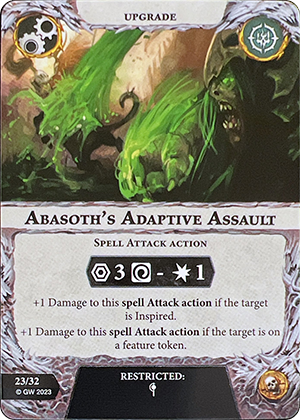 UPGRADE
ABASOTH'S ADAPTIVE ASSAULT
SPELL ATTACK ACTION
3 - 1
+1 Damage to this spell Attack action if the target
is Inspired.
+1 Damage to this spell Attack action if the target is on
a feature token.
23/32
© GW 2023
RESTRICTED: